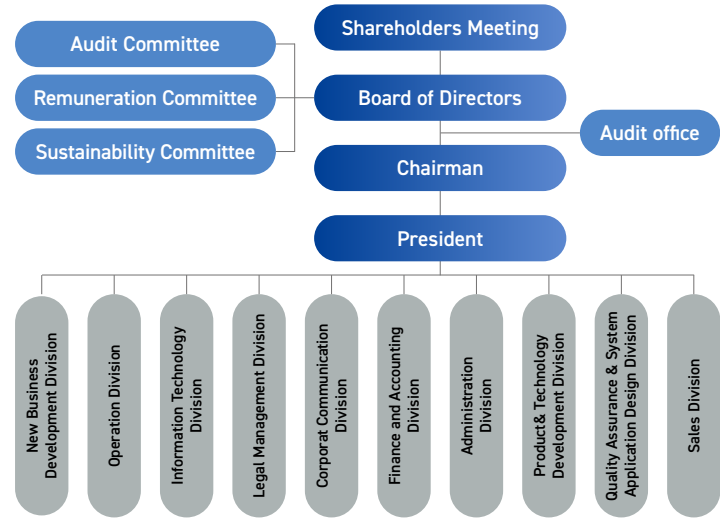 Shareholders Meeting
Audit Committee
Remuneration Committee
Board of Directors
Sustainability Committee
Audit office
Chairman
President
New Business
Development Division
Operation Division
Information Technology
Division
Legal Management Division
Corporat Communication
Division
Finance and Accounting
Division
Administration
Division
Product& Technology
Development Division
Quality Assurance & System
Application Design Division
Sales Division